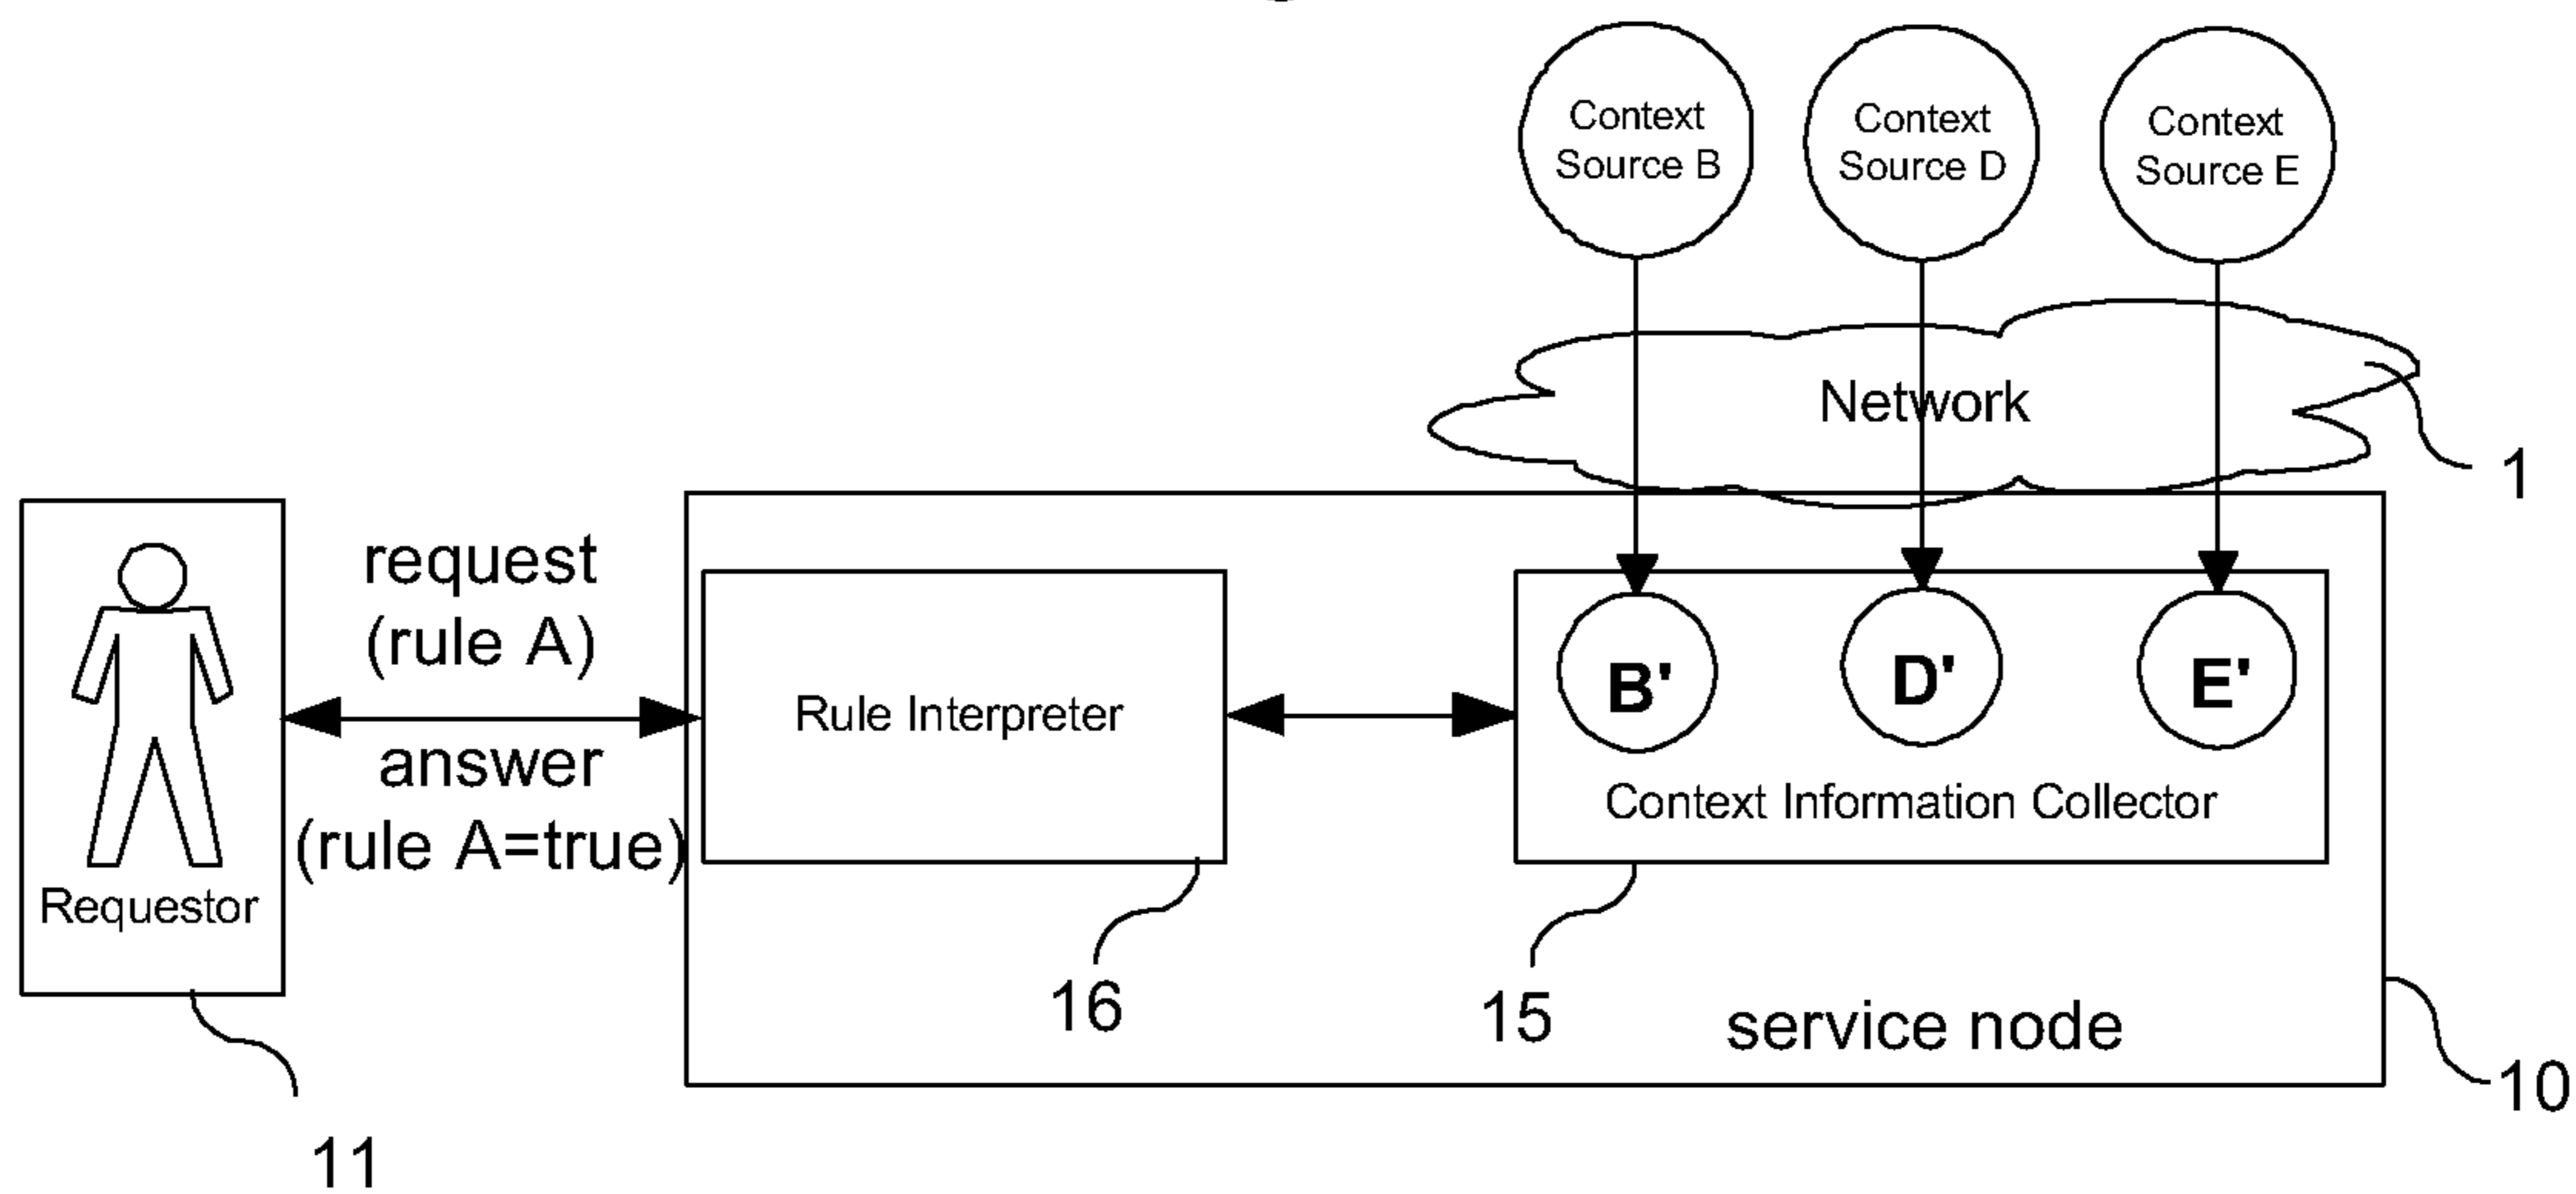 Context
Source B
Context
Source D
Context
Source E
Network
1
request
(rule A)
answer
(rule A=true)
Requestor
Rule Interpreter
B'
D'
E'
Context Information Collector
16
15
service node
10
11